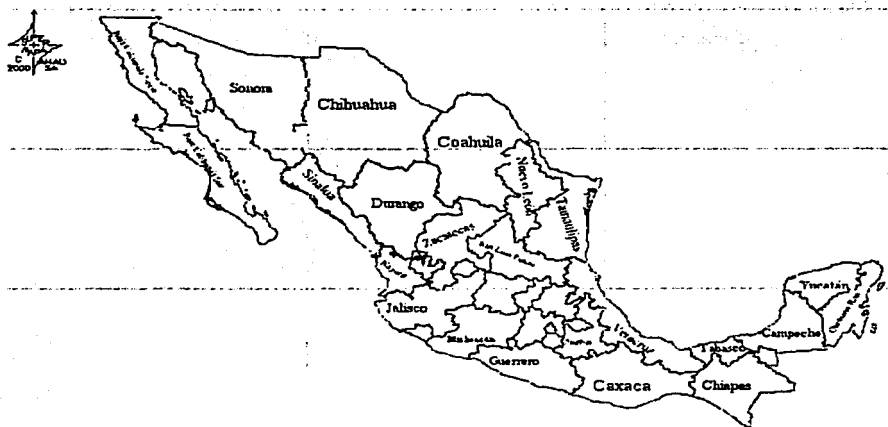 Sonora
Chihuahua
Coahuila
Nuevo León
Sinaloa
Durango
Tamaulipas
Zacatecas
San Luis Potosí
Nayarit
Jalisco
Michoacán
Guerrero
Veracruz
Caxaca
Tabasco
Chiapas
Campeche
Yucatán